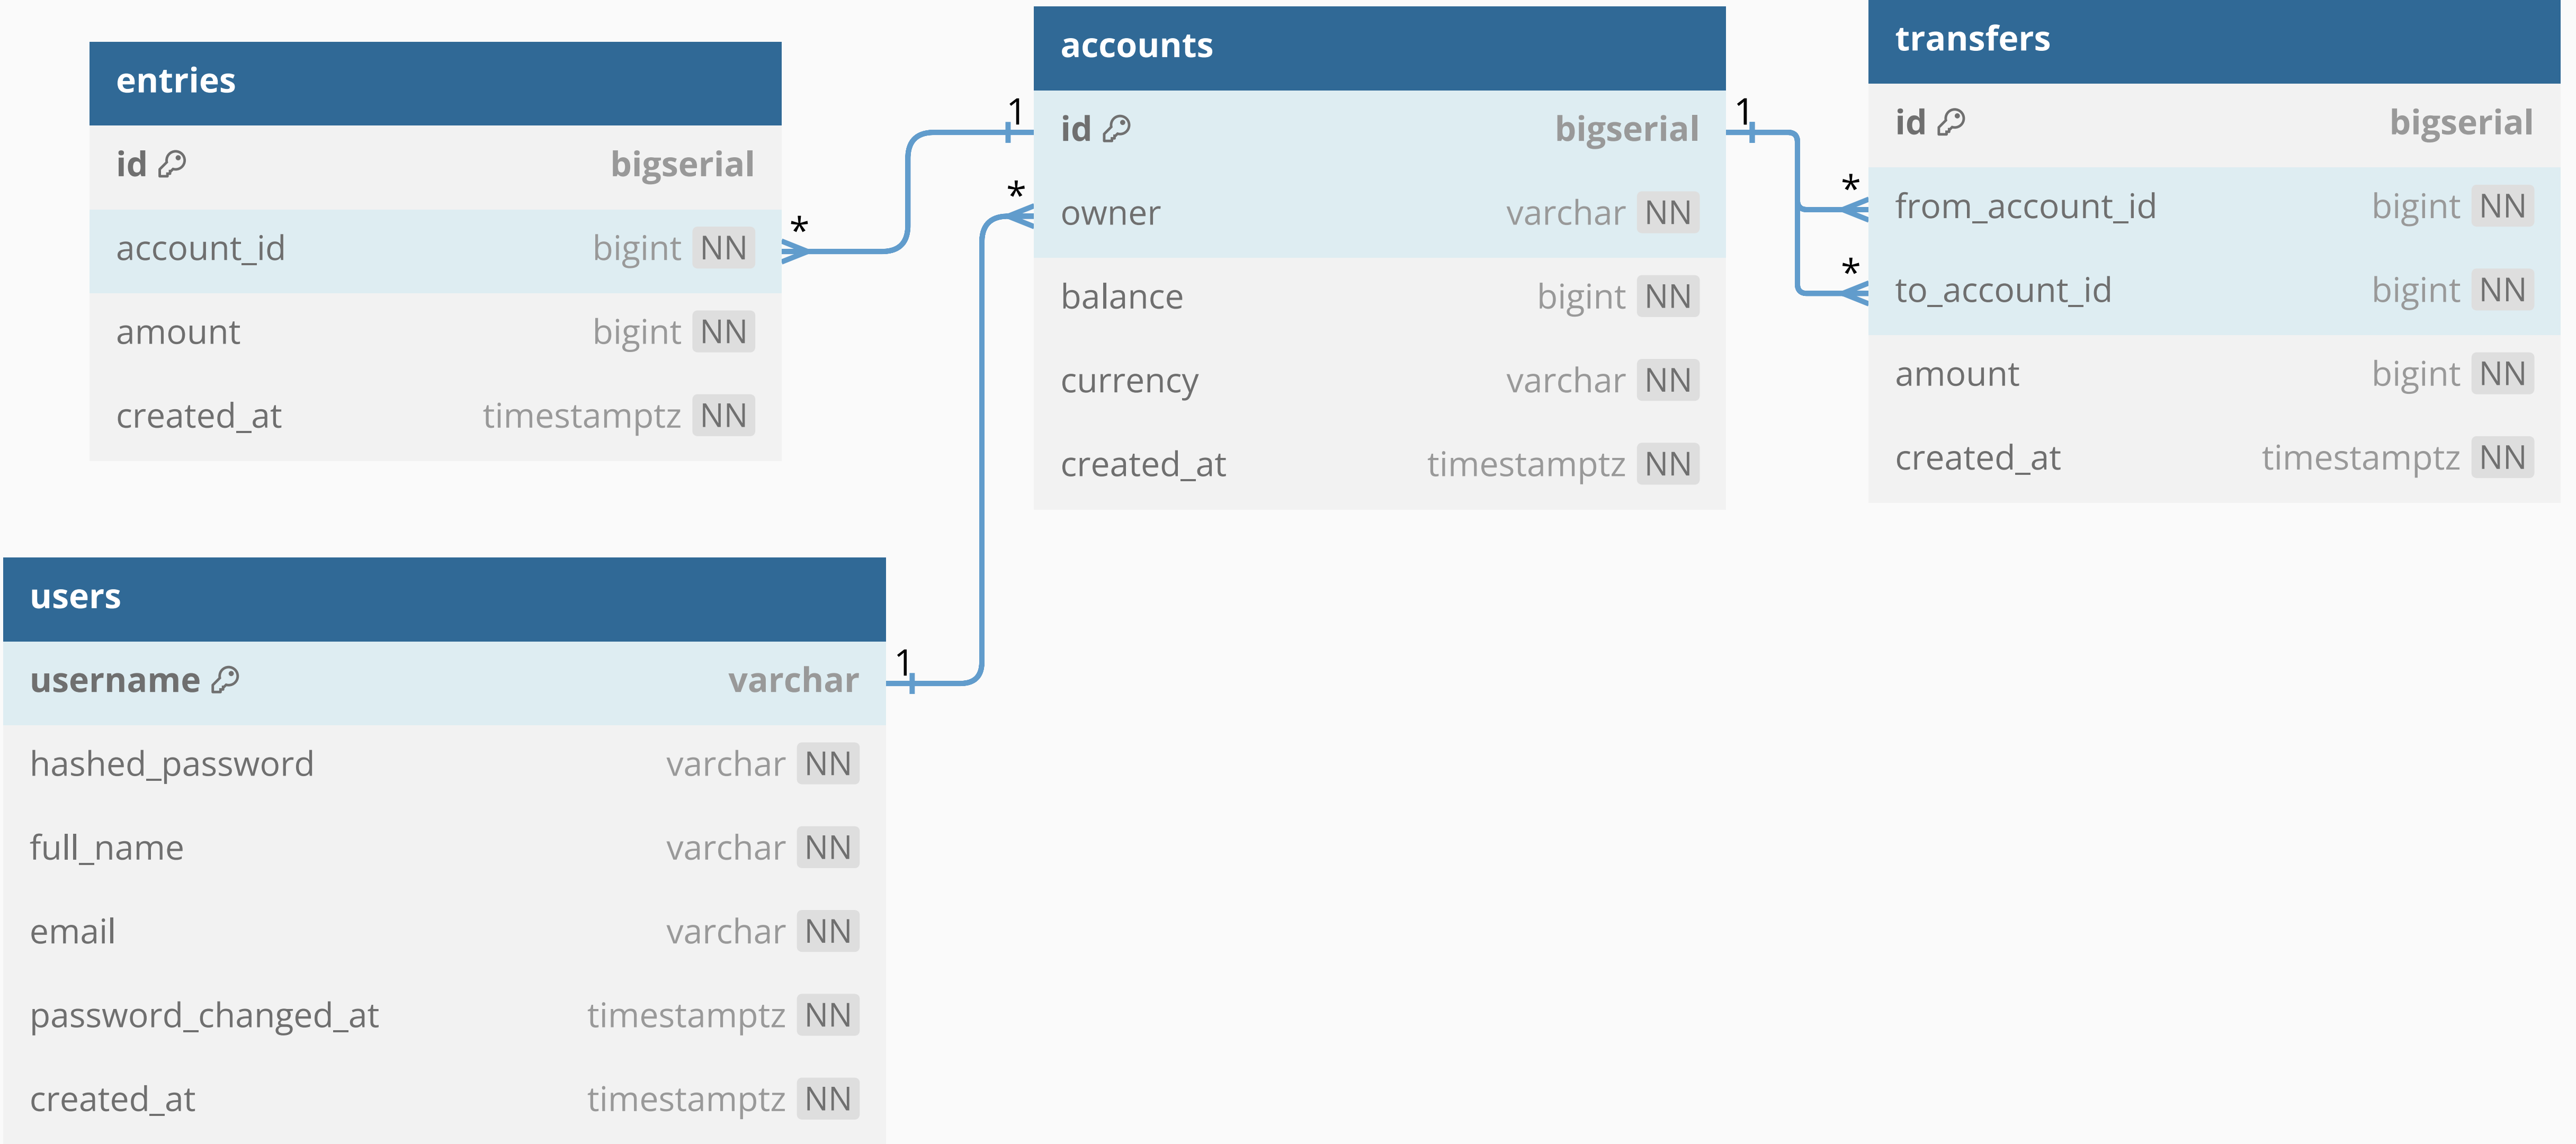 entries
id bigserial
account_id bigint NN
amount bigint NN
created_at timestamptz NN
1
*
*
accounts
id bigserial
owner varchar NN
balance bigint NN
currency varchar NN
created_at timestamptz NN
1
*
*
transfers
id bigserial
from_account_id bigint NN
to_account_id bigint NN
amount bigint NN
created_at timestamptz NN
users
username varchar
hashed_password varchar NN
full_name varchar NN
email varchar NN
password_changed_at timestamptz NN
created_at timestamptz NN
1